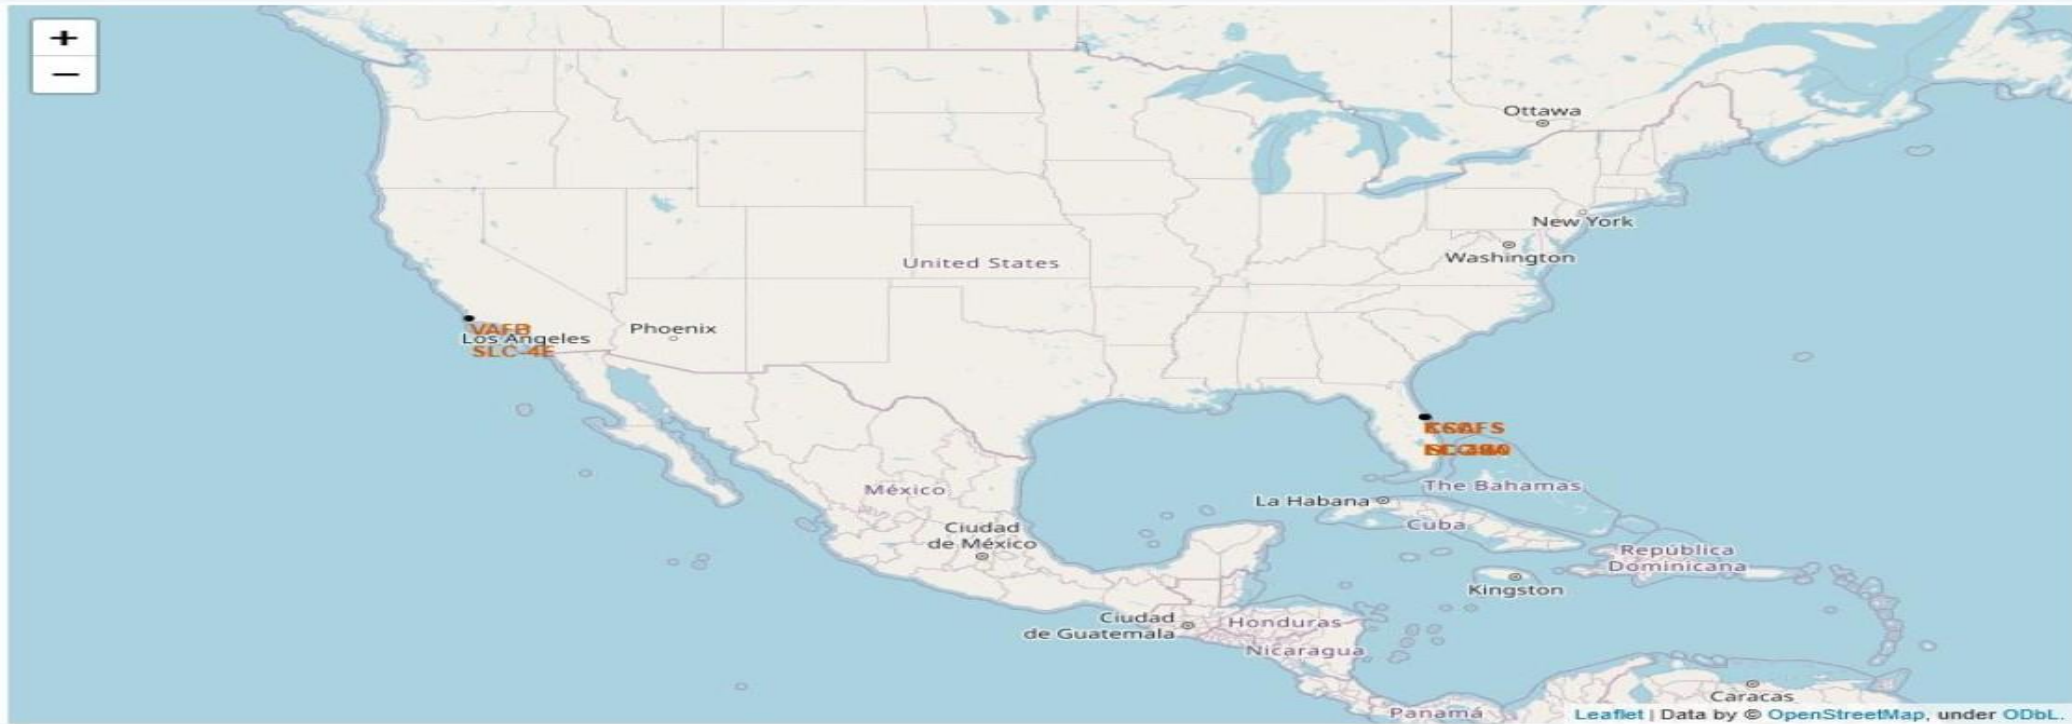 +
−
Ottawa
New York
Washington
United States
VAFB
Los Angeles
SLC-4E
Phoenix
The Bahamas
México
La Habana
Cuba
Ciudad
de México
República
Dominicana
Kingston
Ciudad
de Guatemala
Honduras
Nicaragua
Caracas
Panamá
Leaflet | Data by © OpenStreetMap, under ODbL.